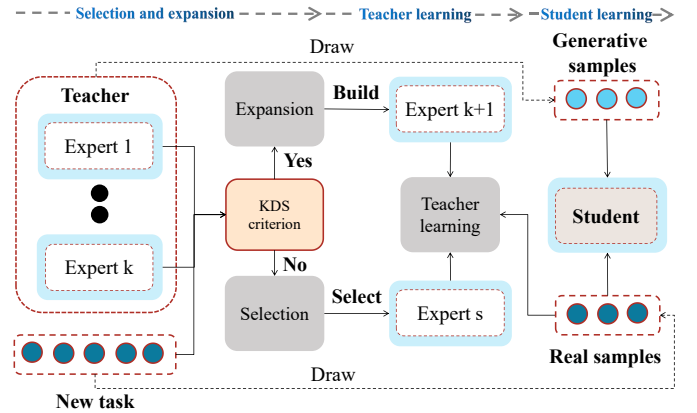 Selection and expansion
Teacher learning
Student learning
Draw
Generative
samples
Teacher
Expert 1
Expert k
Expansion
Build
Expert k+1
Yes
KDS
criterion
Teacher
learning
Student
No
Selection
Select
Expert s
Real samples
Draw
New task